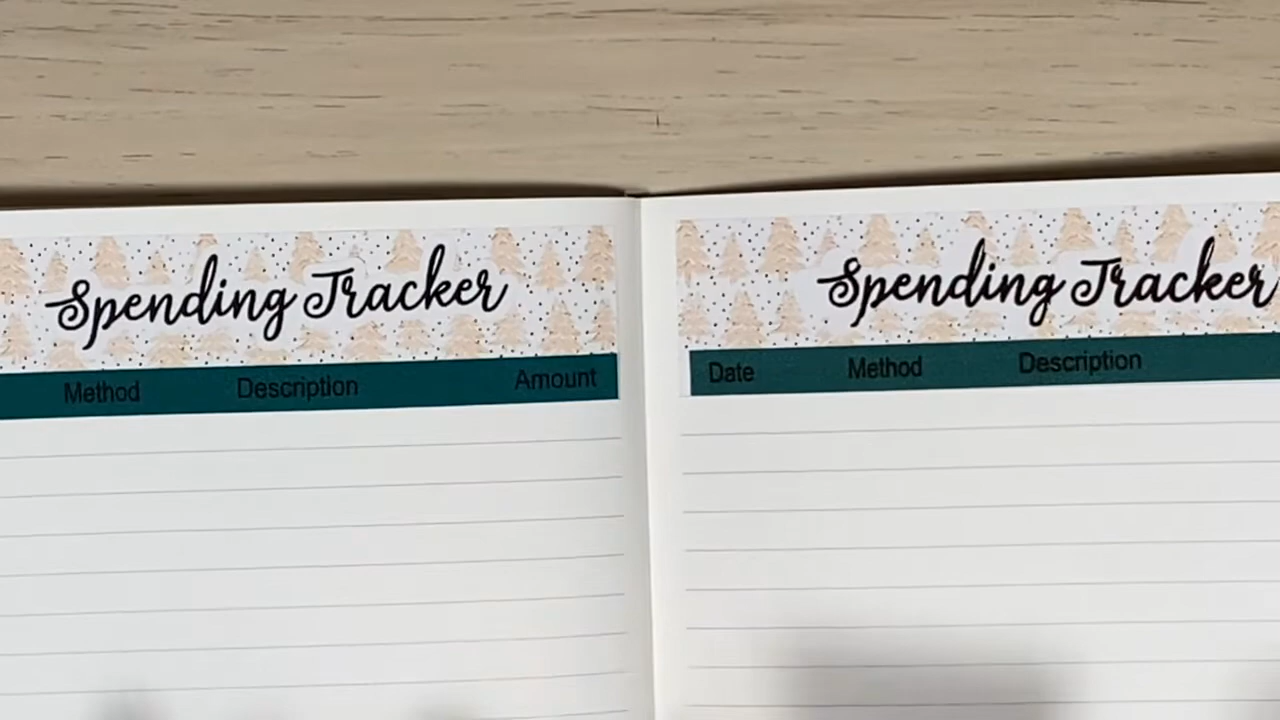 Spending Tracker
Method Description Amount
Spending Tracker
Date Method Description